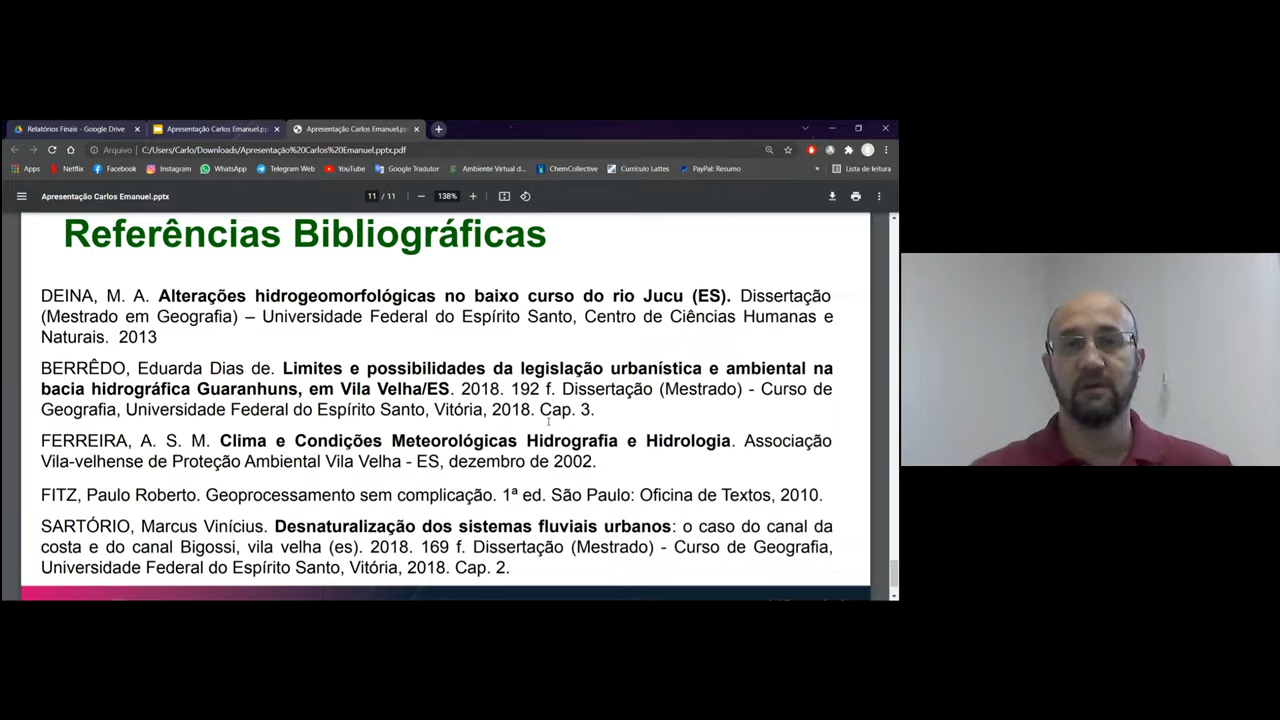 Relatórios Finais - Google Drive
Apresentação Carlos Emanuel.pp
Apresentação Carlos Emanuel.pp
Arquivo
C:/Users/Carlo/Downloads/Apresentação%20Carlos%20Emanuel.pptx.pdf
Apps Netflix Facebook Instagram WhatsApp Telegram Web YouTube Google Tradutor Ambiente Virtual d... ChemCollective Currículo Lattes PayPal: Resumo » Lista de leitura
Apresentação Carlos Emanuel.pptx 11 / 11 138%
Referências Bibliográficas
DEINA, M. A. Alterações hidrogeomorfológicas no baixo curso do rio Jucu (ES). Dissertação
(Mestrado em Geografia) – Universidade Federal do Espírito Santo, Centro de Ciências Humanas e
Naturais. 2013
BERRÊDO, Eduarda Dias de. Limites e possibilidades da legislação urbanística e ambiental na
bacia hidrográfica Guaranhuns, em Vila Velha/ES. 2018. 192 f. Dissertação (Mestrado) - Curso de
Geografia, Universidade Federal do Espírito Santo, Vitória, 2018. Cap. 3.
FERREIRA, A. S. M. Clima e Condições Meteorológicas Hidrografia e Hidrologia. Associação
Vila-velhense de Proteção Ambiental Vila Velha - ES, dezembro de 2002.
FITZ, Paulo Roberto. Geoprocessamento sem complicação. 1ª ed. São Paulo: Oficina de Textos, 2010.
SARTÓRIO, Marcus Vinícius. Desnaturalização dos sistemas fluviais urbanos: o caso do canal da
costa e do canal Bigossi, vila velha (es). 2018. 169 f. Dissertação (Mestrado) - Curso de Geografia,
Universidade Federal do Espírito Santo, Vitória, 2018. Cap. 2.